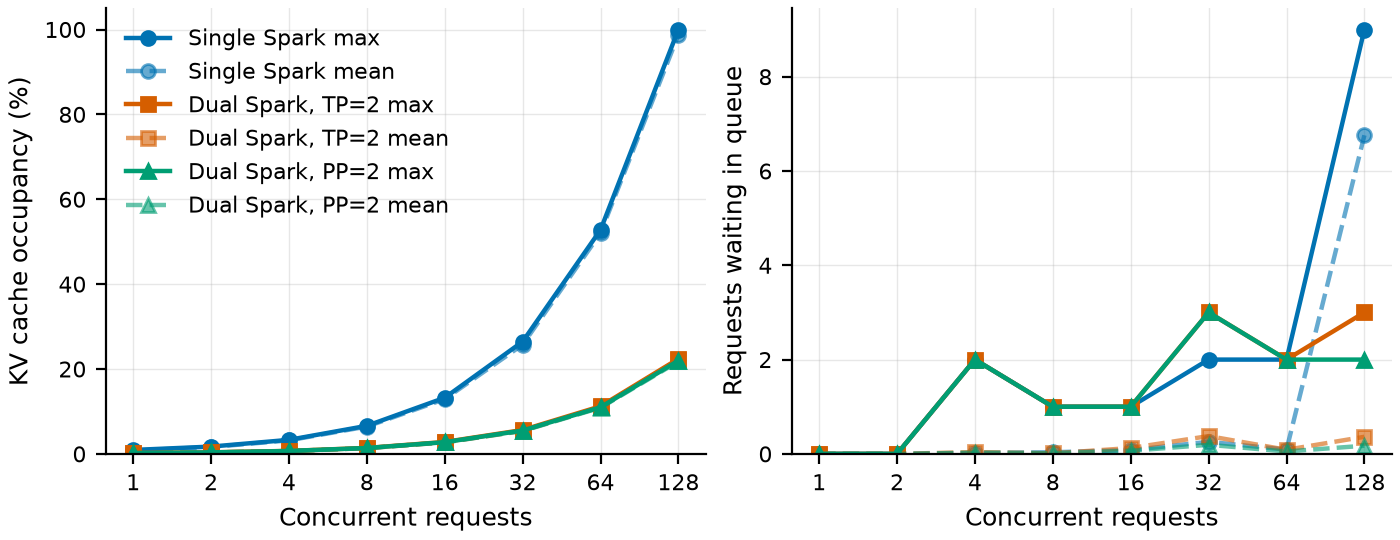 KV cache occupancy (%)
100
80
60
40
20
0
Single Spark max
Single Spark mean
Dual Spark, TP=2 max
Dual Spark, TP=2 mean
Dual Spark, PP=2 max
Dual Spark, PP=2 mean
1 2 4 8 16 32 64 128
Concurrent requests
Requests waiting in queue
8
6
4
2
0
1 2 4 8 16 32 64 128
Concurrent requests